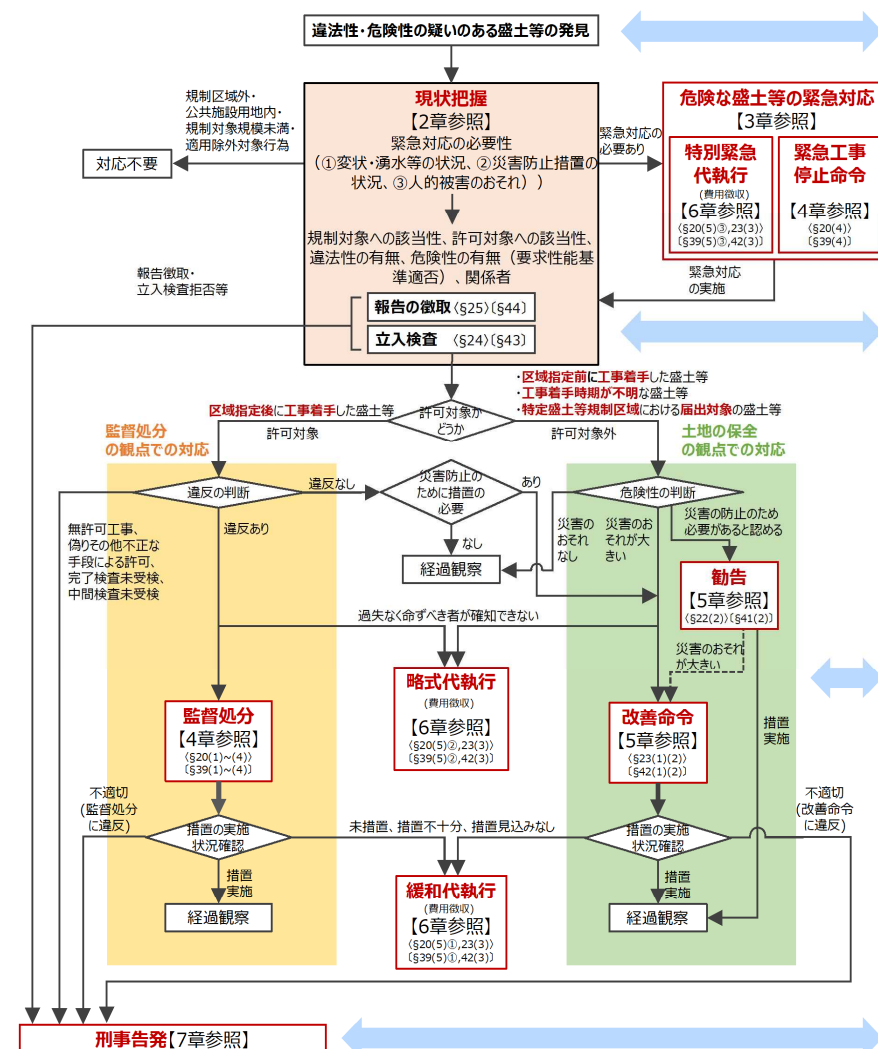 違法性・危険性の疑いのある盛土等の発見
現状把握
【2章参照】
緊急対応の必要性
(①変状・湧水等の状況、②災害防止措置の
状況、③人的被害のおそれ))
規制対象への該当性、許可対象への該当性、
違法性の有無、危険性の有無(要求性能基
準適否)、関係者
報告の徴取〈§25〉〔§44〕
立入検査 〈§24〉〔§43〕
規制区域外・
公共施設用地内・
規制対象規模未満・
適用除外対象行為
対応不要
緊急対応の
必要あり
危険な盛土等の緊急対応
【3章参照】
特別緊急
代執行
(費用徴収)
【6章参照】
〈§20(5)③,23(3)〉
〔§39(5)③,42(3)〕
緊急工事
停止命令
【4章参照】
〈§20(4)〉
〔§39(4)〕
緊急対応
の実施
報告徴取・
立入検査拒否等
・区域指定前に工事着手した盛土等
・工事着手時期が不明な盛土等
・特定盛土等規制区域における届出対象の盛土等
区域指定後に工事着手した盛土等
許可対象か
どうか
許可対象
許可対象外
監督処分
の観点での対応
土地の保全
の観点での対応
違反の判断
違反なし
災害防止の
ために措置の
必要
あり
危険性の判断
無許可工事、
偽りその他不正な
手段による許可、
完了検査未受検、
中間検査未受検
違反あり
なし
経過観察
災害の
おそれ
なし
災害のお
それが大
きい
災害の防止のため
必要があると認める
勧告
【5章参照】
〈§22(2)〉〔§41(2)〕
過失なく命ずべき者が確知できない
災害のおそれ
が大きい
略式代執行
(費用徴収)
【6章参照】
〈§20(5)②,23(3)〉
〔§39(5)②,42(3)〕
監督処分
【4章参照】
〈§20(1)~(4)〉
〔§39(1)~(4)〕
改善命令
【5章参照】
〈§23(1)(2)〉
〔§42(1)(2)〕
措置
実施
不適切
(監督処分
に違反)
措置の実施
状況確認
未措置、措置不十分、措置見込みなし
措置の実施
状況確認
不適切
(改善命令
に違反)
措置
実施
経過観察
緩和代執行
(費用徴収)
【6章参照】
〈§20(5)①,23(3)〉
〔§39(5)①,42(3)〕
措置
実施
経過観察
刑事告発【7章参照】